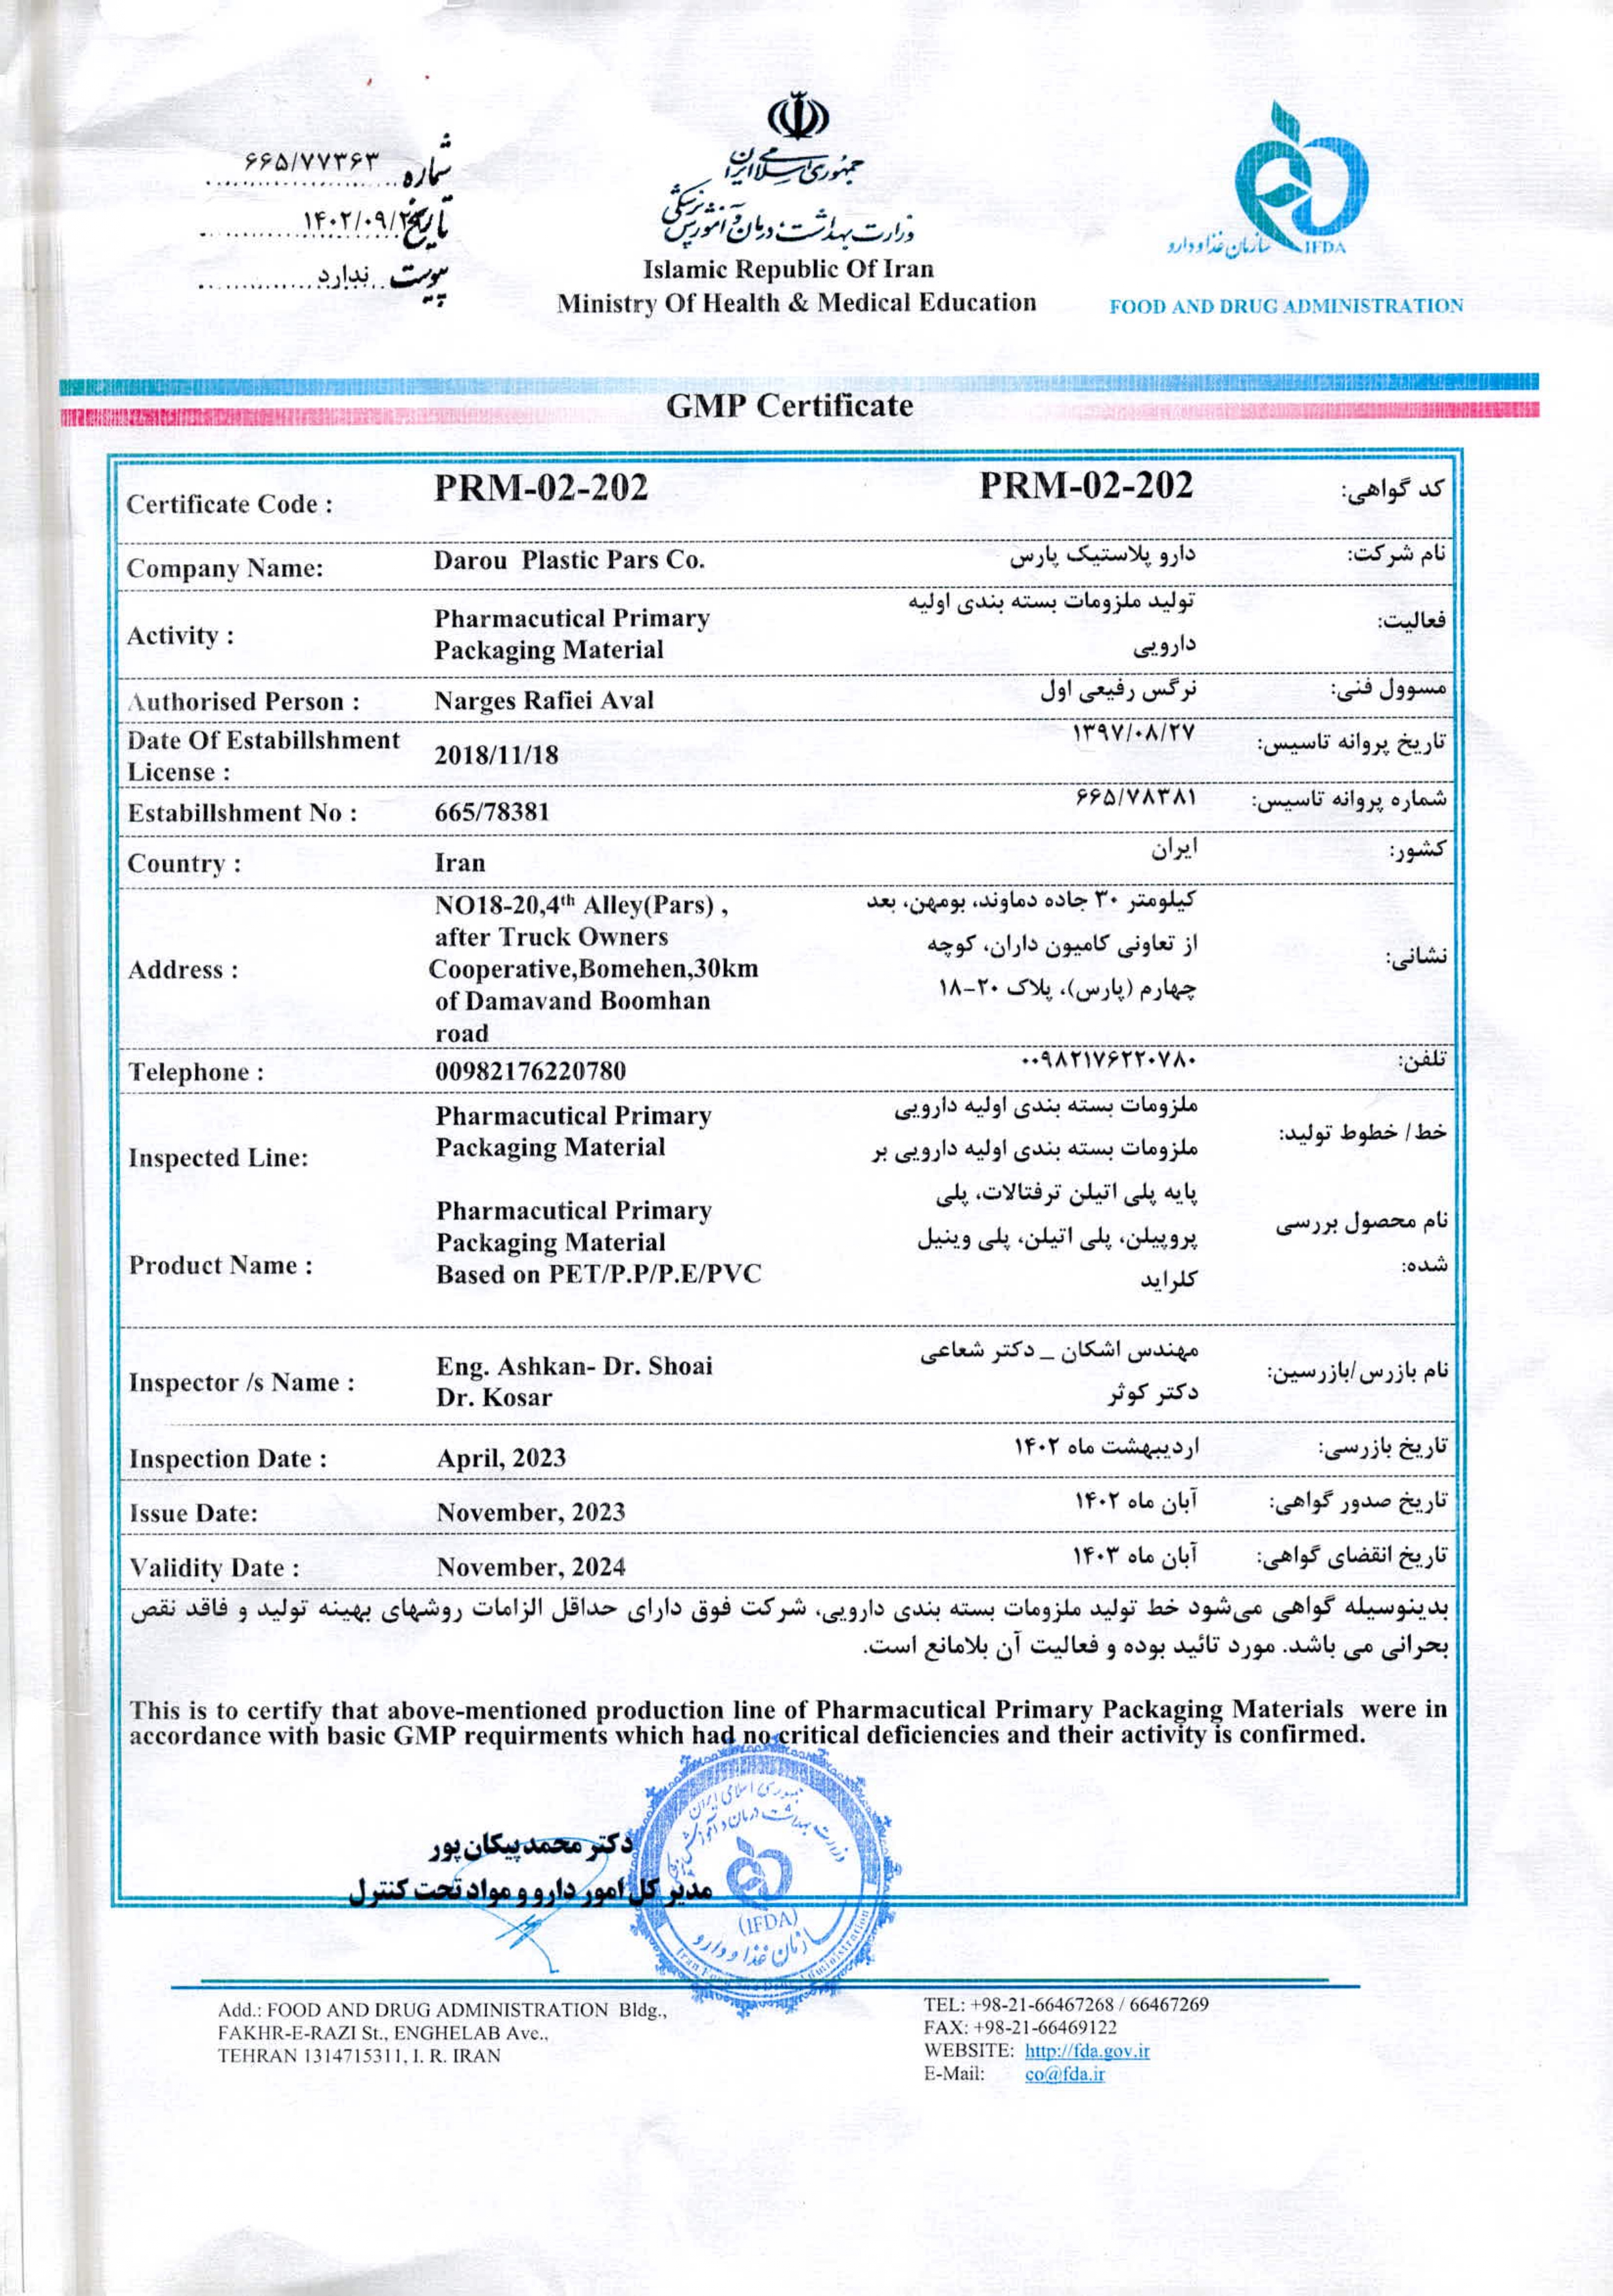 شماره ۶۶۵/۷۷۳۶۳
تاریخ ۱۴۰۲/۰۹/
پیوست ندارد
جمهوری اسلامی ایران
وزارت بهداشت، درمان و آموزش پزشکی
Islamic Republic Of Iran
Ministry Of Health & Medical Education
سازمان غذا و دارو IFDA
FOOD AND DRUG ADMINISTRATION
GMP Certificate
Certificate Code : PRM-02-202 PRM-02-202 کد گواهی:
Company Name: Darou Plastic Pars Co. دارو پلاستیک پارس نام شرکت:
Activity : Pharmacutical Primary Packaging Material تولید ملزومات بسته بندی اولیه دارویی فعالیت:
Authorised Person : Narges Rafiei Aval نرگس رفیعی اول مسوول فنی:
Date Of Estabillshment License : 2018/11/18 ۱۳۹۷/۰۸/۲۷ تاریخ پروانه تاسیس:
Estabillshment No : 665/78381 ۶۶۵/۷۸۳۸۱ شماره پروانه تاسیس:
Country : Iran ایران کشور:
Address :
NO18-20,4th Alley(Pars) ,
after Truck Owners
Cooperative,Bomehen,30km
of Damavand Boomhan
road
کیلومتر ۳۰ جاده دماوند، بومهن، بعد
از تعاونی کامیون داران، کوچه
چهارم (پارس)، پلاک ۲۰-۱۸
نشانی:
Telephone : 00982176220780 ۰۰۹۸۲۱۷۶۲۲۰۷۸۰ تلفن:
Inspected Line:
Pharmacutical Primary
Packaging Material
ملزومات بسته بندی اولیه دارویی
خط/ خطوط تولید:
Product Name :
Pharmacutical Primary
Packaging Material
Based on PET/P.P/P.E/PVC
ملزومات بسته بندی اولیه دارویی بر
پایه پلی اتیلن ترفتالات، پلی
پروپیلن، پلی اتیلن، پلی وینیل
کلراید
نام محصول بررسی
شده:
Inspector /s Name :
Eng. Ashkan- Dr. Shoai
Dr. Kosar
مهندس اشکان _ دکتر شعاعی
دکتر کوثر
نام بازرس/بازرسین:
Inspection Date : April, 2023 اردیبهشت ماه ۱۴۰۲ تاریخ بازرسی:
Issue Date: November, 2023 آبان ماه ۱۴۰۲ تاریخ صدور گواهی:
Validity Date : November, 2024 آبان ماه ۱۴۰۳ تاریخ انقضای گواهی:
بدینوسیله گواهی می‌شود خط تولید ملزومات بسته بندی دارویی، شرکت فوق دارای حداقل الزامات روشهای بهینه تولید و فاقد نقص
بحرانی می باشد. مورد تائید بوده و فعالیت آن بلامانع است.
This is to certify that above-mentioned production line of Pharmacutical Primary Packaging Materials were in
accordance with basic GMP requirments which had no critical deficiencies and their activity is confirmed.
دکتر محمد پیکان پور
مدیر کل امور دارو و مواد تحت کنترل
جمهوری اسلامی ایران
وزارت بهداشت درمان و آموزش پزشکی
(IFDA)
سازمان غذا و دارو
Iran Food and Drug Administration
Add.: FOOD AND DRUG ADMINISTRATION Bldg.,
FAKHR-E-RAZI St., ENGHELAB Ave.,
TEHRAN 1314715311, I. R. IRAN
TEL: +98-21-66467268 / 66467269
FAX: +98-21-66469122
WEBSITE: http://fda.gov.ir
E-Mail: co@fda.ir